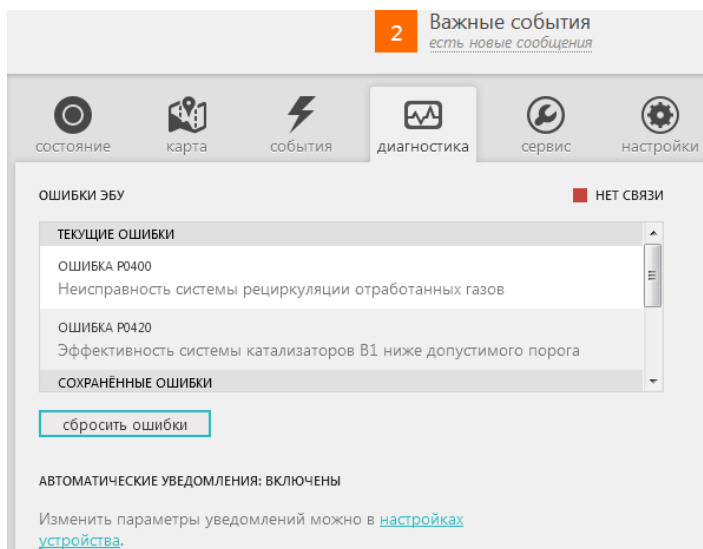 2
Важные события
есть новые сообщения
состояние
карта
события
диагностика
сервис
настройки
ОШИБКИ ЭБУ
НЕТ СВЯЗИ
ТЕКУЩИЕ ОШИБКИ
ОШИБКА P0400
Неисправность системы рециркуляции отработанных газов
ОШИБКА P0420
Эффективность системы катализаторов B1 ниже допустимого порога
СОХРАНЁННЫЕ ОШИБКИ
сбросить ошибки
АВТОМАТИЧЕСКИЕ УВЕДОМЛЕНИЯ: ВКЛЮЧЕНЫ
Изменить параметры уведомлений можно в настройках
устройства.